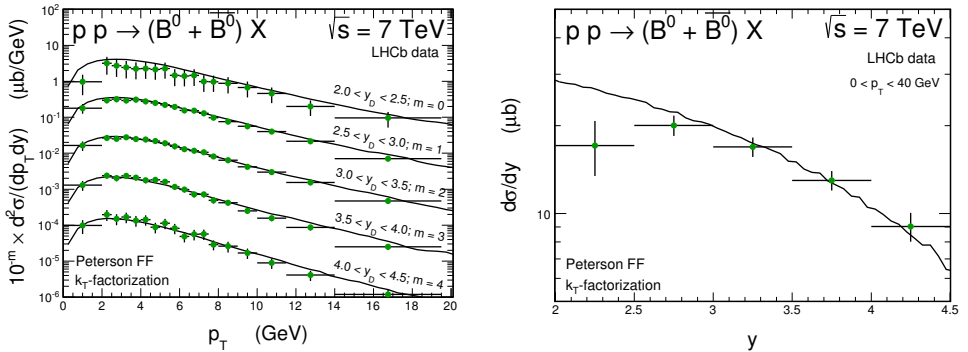 p p → (B⁰ + B̅⁰) X √s = 7 TeV
LHCb data
2.0 < y_D < 2.5; m = 0
2.5 < y_D < 3.0; m = 1
3.0 < y_D < 3.5; m = 2
3.5 < y_D < 4.0; m = 3
4.0 < y_D < 4.5; m = 4
Peterson FF
k_T-factorization
10^-m × d²σ/(dp_T dy) (μb/GeV)
10²
10
1
10⁻¹
10⁻²
10⁻³
10⁻⁴
10⁻⁵
10⁻⁶
0 2 4 6 8 10 12 14 16 18 20
p_T (GeV)
p p → (B⁰ + B̅⁰) X √s = 7 TeV
LHCb data
0 < p_T < 40 GeV
dσ/dy (μb)
10
Peterson FF
k_T-factorization
2 2.5 3 3.5 4 4.5
y